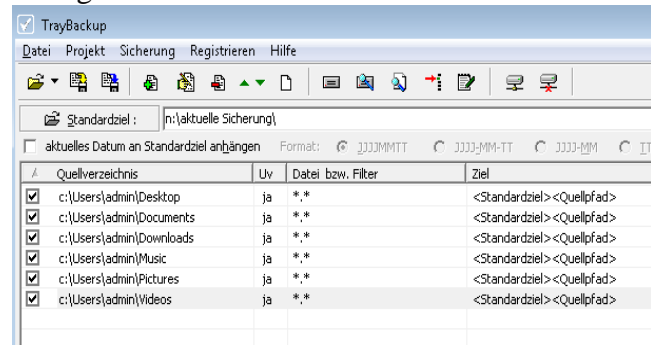 TrayBackup
Datei Projekt Sicherung Registrieren Hilfe
Standardziel : n:\aktuelle Sicherung\
aktuelles Datum an Standardziel anhängen Format: JJJJMMTT JJJJ-MM-TT JJJJ-MM
Quellverzeichnis Uv Datei bzw. Filter Ziel
c:\Users\admin\Desktop ja *.* <Standardziel><Quellpfad>
c:\Users\admin\Documents ja *.* <Standardziel><Quellpfad>
c:\Users\admin\Downloads ja *.* <Standardziel><Quellpfad>
c:\Users\admin\Music ja *.* <Standardziel><Quellpfad>
c:\Users\admin\Pictures ja *.* <Standardziel><Quellpfad>
c:\Users\admin\Videos ja *.* <Standardziel><Quellpfad>